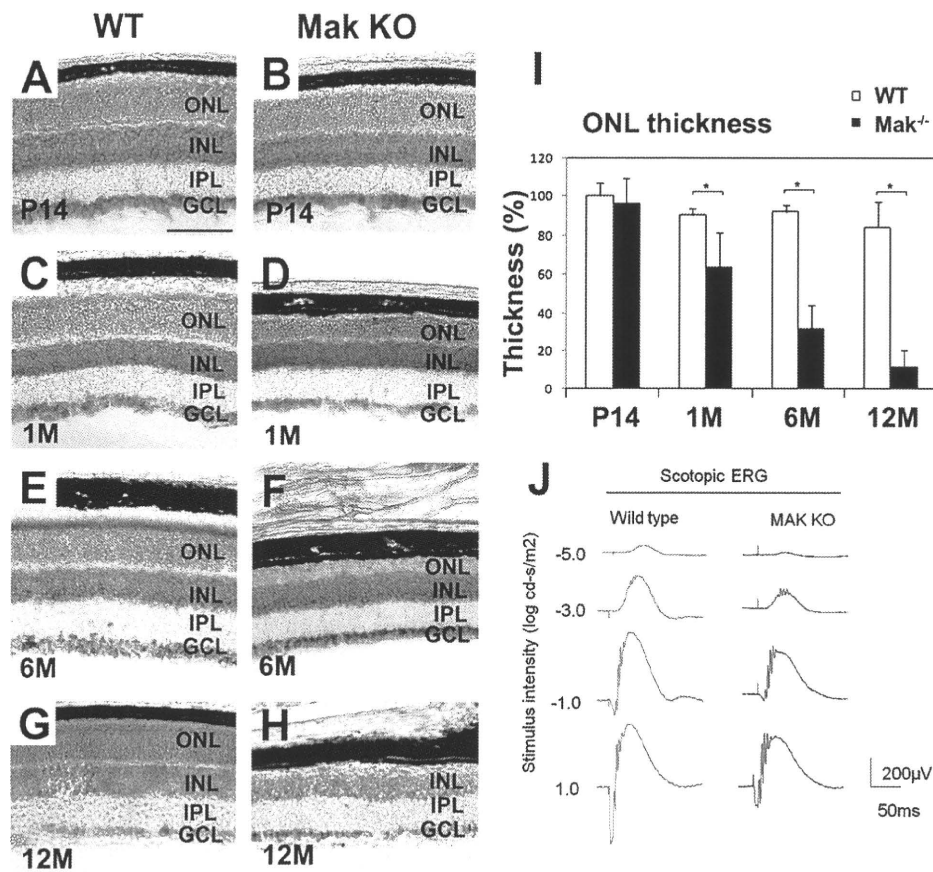 WT
Mak KO
A
ONL
INL
IPL
GCL
P14
B
ONL
INL
IPL
GCL
P14
C
ONL
INL
IPL
GCL
1M
D
ONL
INL
IPL
GCL
1M
E
ONL
INL
IPL
GCL
6M
F
ONL
INL
IPL
GCL
6M
G
ONL
INL
IPL
GCL
12M
H
INL
IPL
GCL
12M
I
WT
Mak-/-
ONL thickness
Thickness (%)
120
100
80
60
40
20
0
* * *
P14 1M 6M 12M
J
Scotopic ERG
Wild type MAK KO
Stimulus intensity (log cd-s/m2)
-5.0
-3.0
-1.0
1.0
200µV
50ms